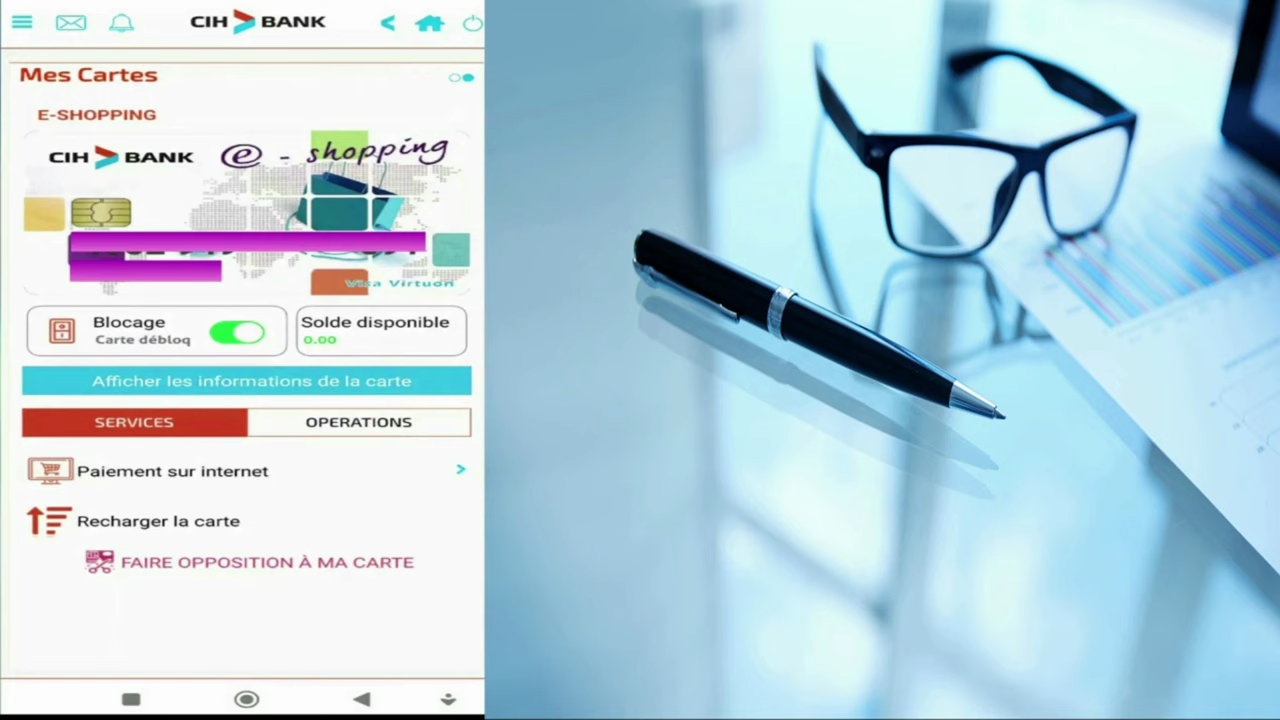 CIH BANK
Mes Cartes
E-SHOPPING
CIH BANK e - shopping
Visa Virtuon
Blocage
Carte débloq
Solde disponible
0.00
Afficher les informations de la carte
SERVICES
OPERATIONS
Paiement sur internet
Recharger la carte
FAIRE OPPOSITION À MA CARTE